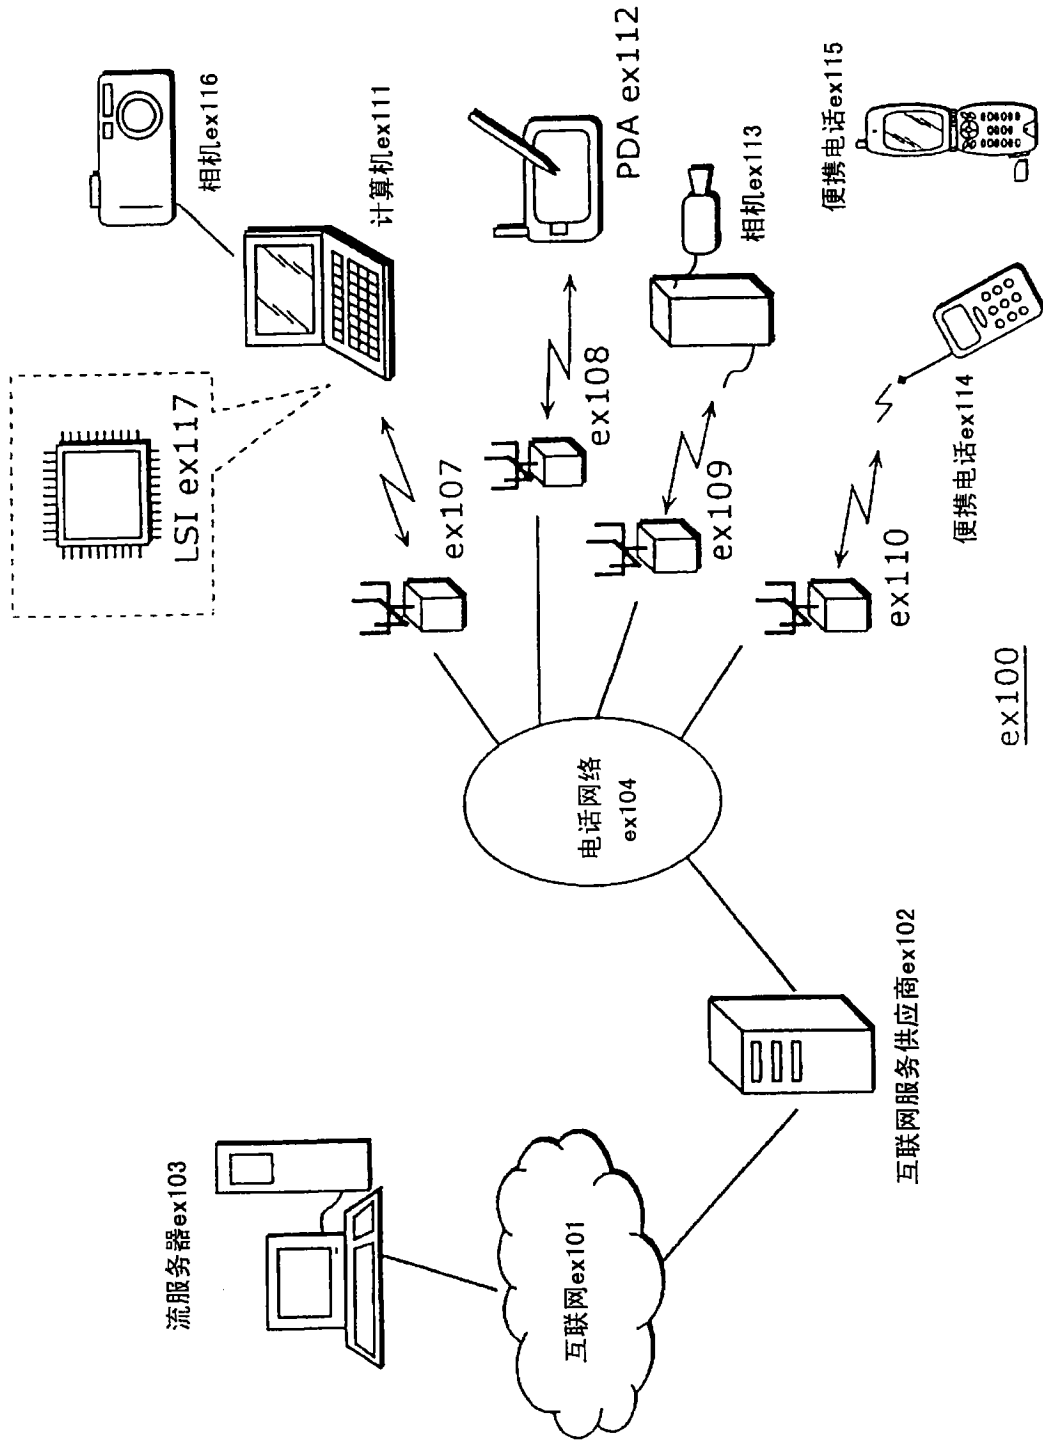 相机ex116
LSI ex117
计算机ex111
PDA ex112
相机ex113
便携电话ex115
便携电话ex114
ex107
ex108
ex109
ex110
电话网络
ex104
流服务器ex103
互联网ex101
互联网服务供应商ex102
ex100